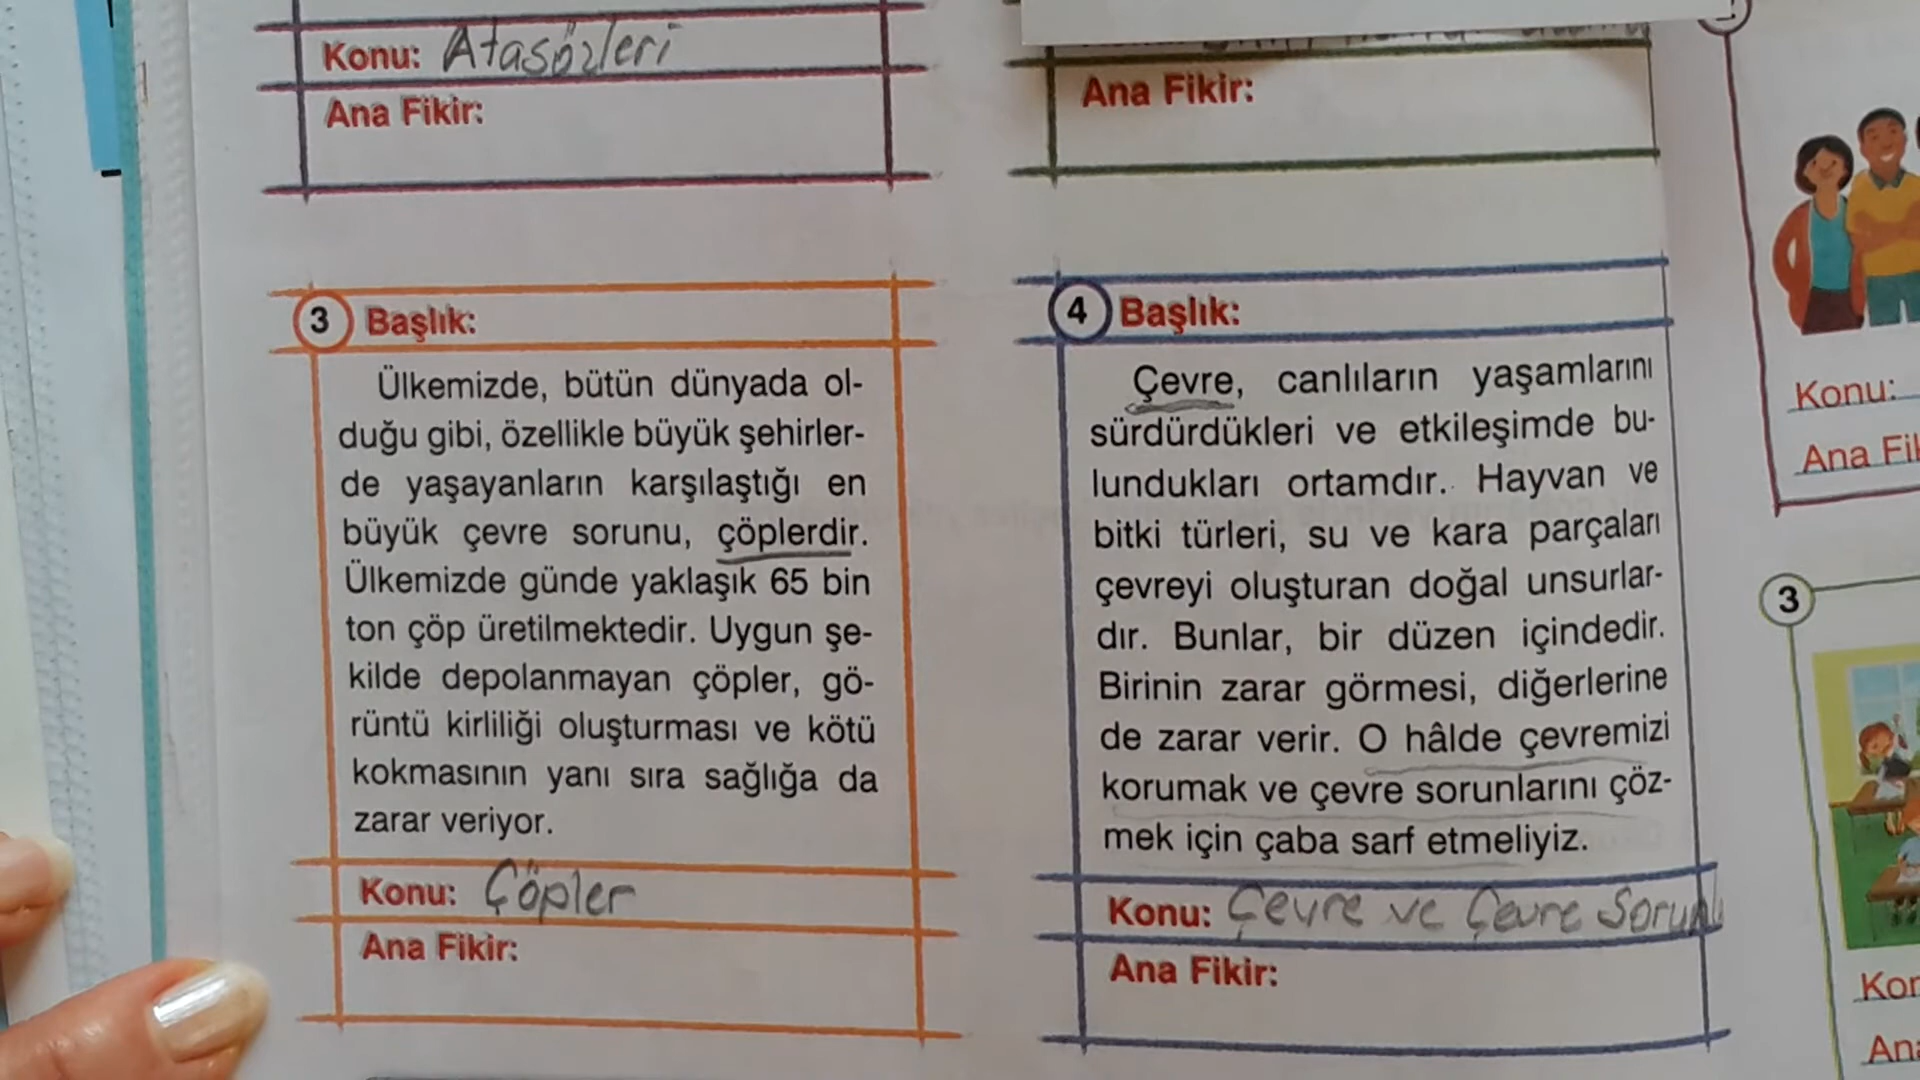 Konu: Atasözleri
Ana Fikir:
Ana Fikir:
3 Başlık:
Ülkemizde, bütün dünyada ol-
duğu gibi, özellikle büyük şehirler-
de yaşayanların karşılaştığı en
büyük çevre sorunu, çöplerdir.
Ülkemizde günde yaklaşık 65 bin
ton çöp üretilmektedir. Uygun şe-
kilde depolanmayan çöpler, gö-
rüntü kirliliği oluşturması ve kötü
kokmasının yanı sıra sağlığa da
zarar veriyor.
Konu: Çöpler
Ana Fikir:
4 Başlık:
Çevre, canlıların yaşamlarını
sürdürdükleri ve etkileşimde bu-
lundukları ortamdır. Hayvan ve
bitki türleri, su ve kara parçaları
çevreyi oluşturan doğal unsurlar-
dır. Bunlar, bir düzen içindedir.
Birinin zarar görmesi, diğerlerine
de zarar verir. O hâlde çevremizi
korumak ve çevre sorunlarını çöz-
mek için çaba sarf etmeliyiz.
Konu: Çevre ve Çevre Sorunl
Ana Fikir:
Konu:
Ana Fik
3
Kon
Ana